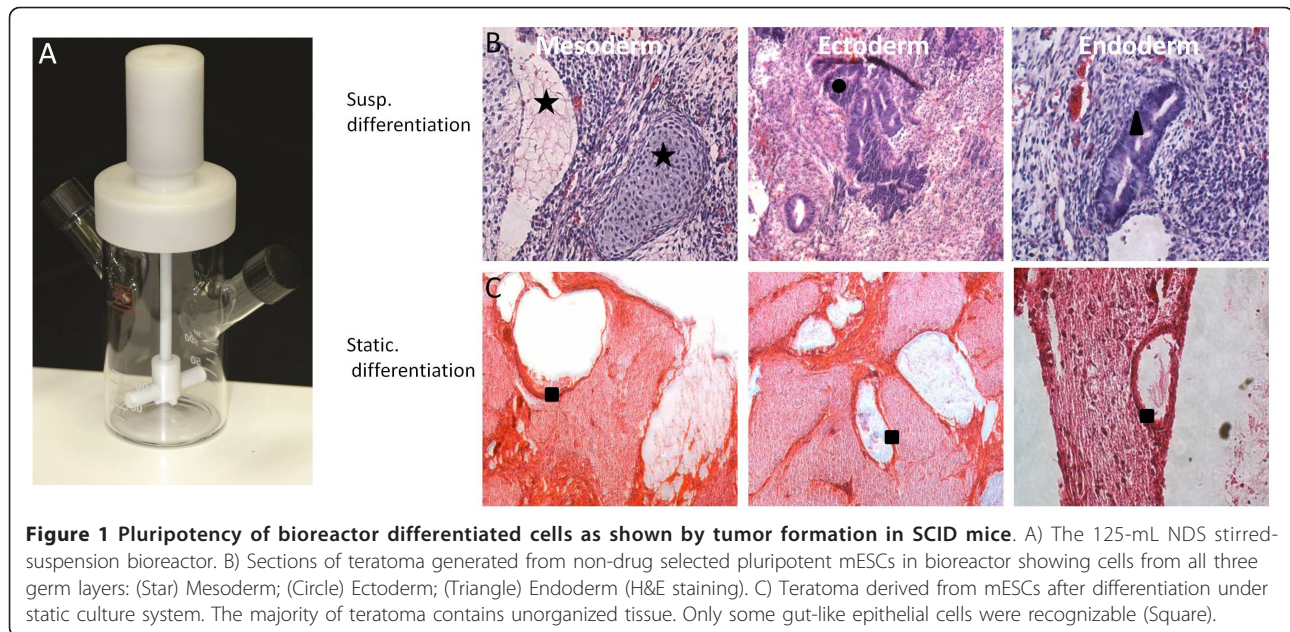 A
Susp.
differentiation
B
Mesoderm
Ectoderm
Endoderm
Static.
differentiation
C
Figure 1 Pluripotency of bioreactor differentiated cells as shown by tumor formation in SCID mice. A) The 125-mL NDS stirred-
suspension bioreactor. B) Sections of teratoma generated from non-drug selected pluripotent mESCs in bioreactor showing cells from all three
germ layers: (Star) Mesoderm; (Circle) Ectoderm; (Triangle) Endoderm (H&E staining). C) Teratoma derived from mESCs after differentiation under
static culture system. The majority of teratoma contains unorganized tissue. Only some gut-like epithelial cells were recognizable (Square).